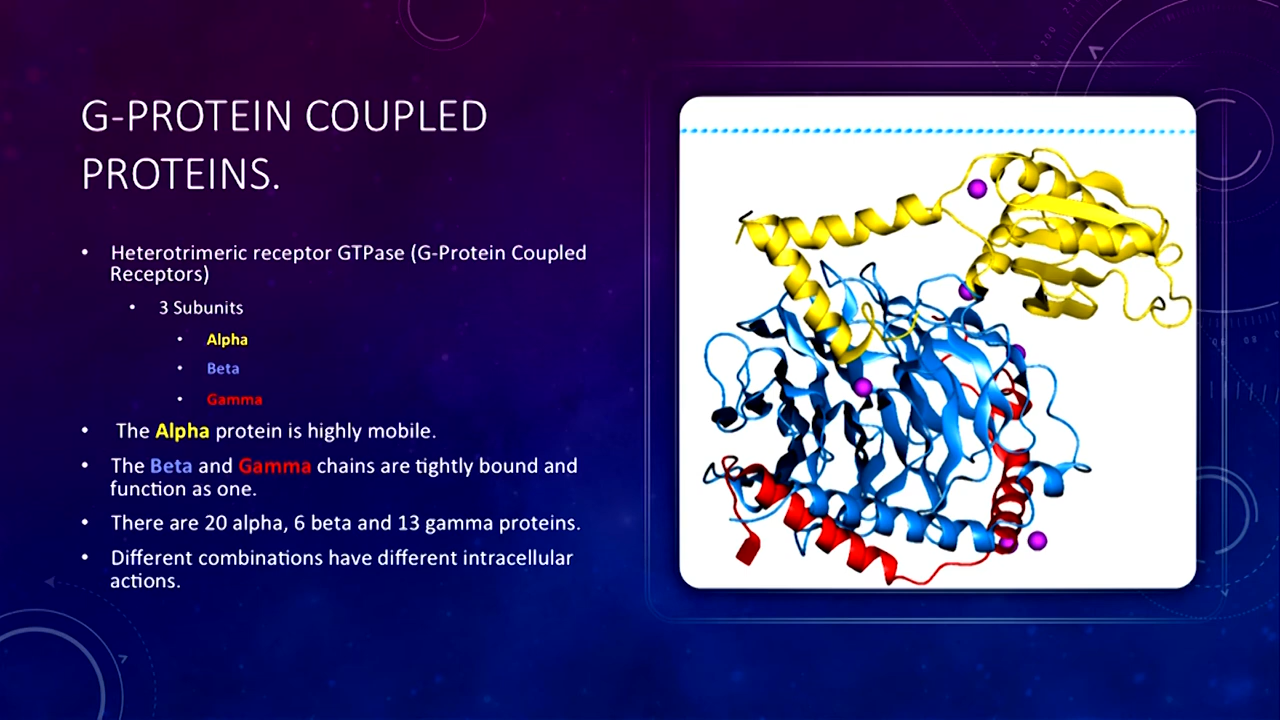 G-PROTEIN COUPLED
PROTEINS.
• Heterotrimeric receptor GTPase (G-Protein Coupled
Receptors)
• 3 Subunits
• Alpha
• Beta
• Gamma
• The Alpha protein is highly mobile.
• The Beta and Gamma chains are tightly bound and
function as one.
• There are 20 alpha, 6 beta and 13 gamma proteins.
• Different combinations have different intracellular
actions.